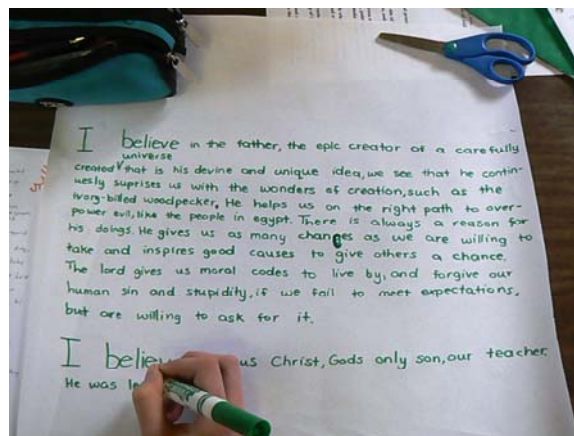 I believe in the father, the epic creator of a carefully
universe
created that is his devine and unique idea, we see that he contin-
uesly suprises us with the wonders of creation, such as the
ivory-billed woodpecker. He helps us on the right path to over-
power evil, like the people in egypt. There is always a reason for
his doings. He gives us as many changes as we are willing to
take and inspires good causes to give others a chance.
The lord gives us moral codes to live by, and forgive our
human sin and stupidity, if we fail to meet expectations,
but are willing to ask for it.
I us Christ, Gods only son, our teacher.
He was